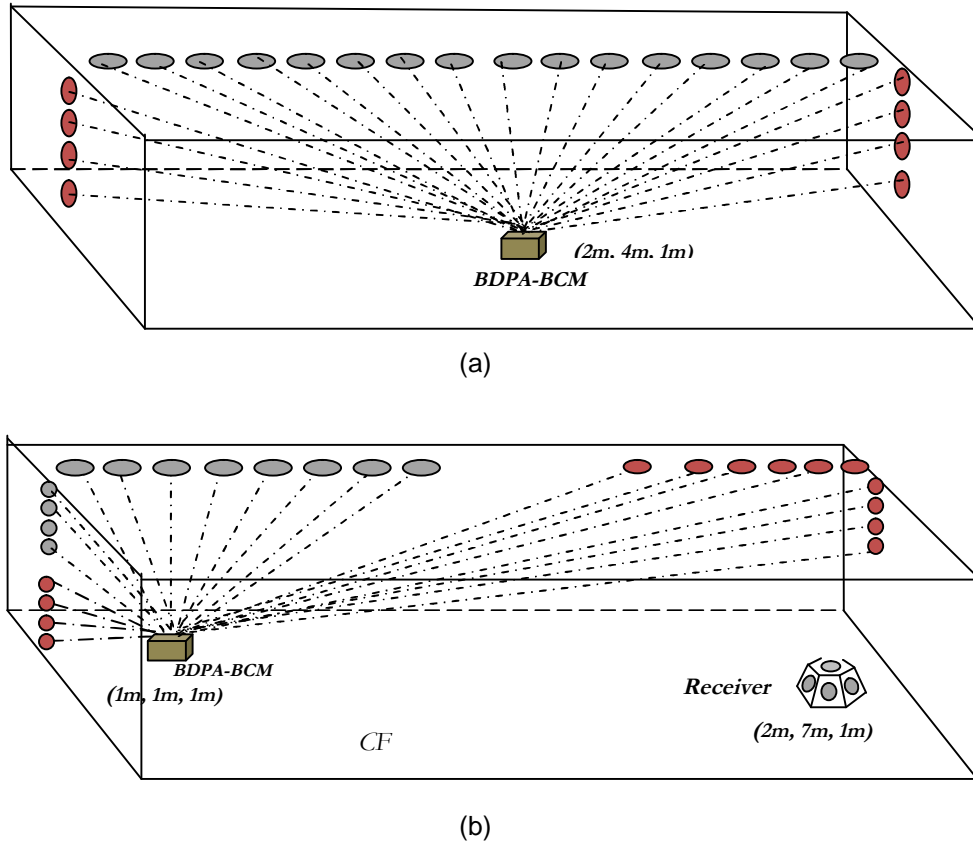 (2m, 4m, 1m)
BDPA-BCM
(a)
BDPA-BCM
(1m, 1m, 1m)
Receiver
(2m, 7m, 1m)
CF
(b)